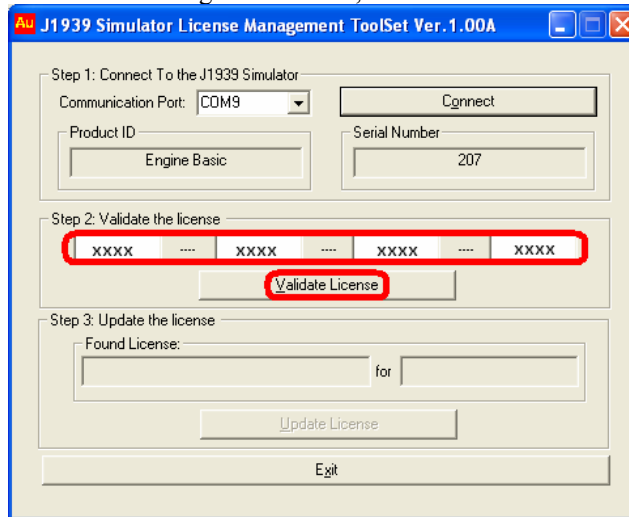 Au J1939 Simulator License Management ToolSet Ver.1.00A
Step 1: Connect To the J1939 Simulator
Communication Port: COM9 Connect
Product ID Serial Number
Engine Basic 207
Step 2: Validate the license
xxxx ---- xxxx ---- xxxx ---- xxxx
Validate License
Step 3: Update the license
Found License:
for
Update License
Exit